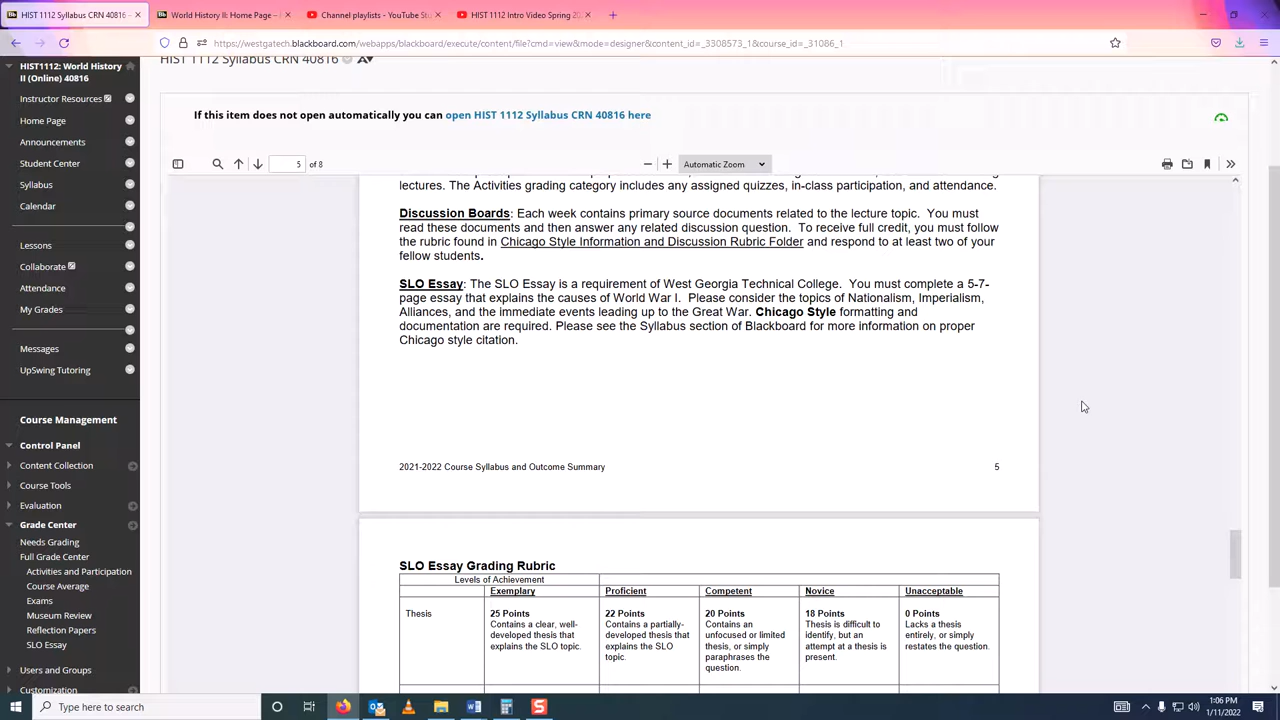 HIST 1112 Syllabus CRN 40816 –
World History II: Home Page –
Channel playlists - YouTube St
HIST 1112 Intro Video Spring 20
https://westgatech.blackboard.com/webapps/blackboard/execute/content/file?cmd=view&mode=designer&content_id=_3308573_1&course_id=_31086_1
HIST1112: World History
II (Online) 40816
Instructor Resources
Home Page
Announcements
Student Center
Syllabus
Calendar
Lessons
Collaborate
Attendance
My Grades
Messages
UpSwing Tutoring
Course Management
Control Panel
Content Collection
Course Tools
Evaluation
Grade Center
Needs Grading
Full Grade Center
Activities and Participation
Course Average
Exams
Museum Review
Reflection Papers
SLO Essay
Users and Groups
Customization
HIST 1112 Syllabus CRN 40816
If this item does not open automatically you can open HIST 1112 Syllabus CRN 40816 here
5 of 8
Automatic Zoom
lectures. The Activities grading category includes any assigned quizzes, in-class participation, and attendance.
Discussion Boards: Each week contains primary source documents related to the lecture topic. You must
read these documents and then answer any related discussion question. To receive full credit, you must follow
the rubric found in Chicago Style Information and Discussion Rubric Folder and respond to at least two of your
fellow students.
SLO Essay: The SLO Essay is a requirement of West Georgia Technical College. You must complete a 5-7-
page essay that explains the causes of World War I. Please consider the topics of Nationalism, Imperialism,
Alliances, and the immediate events leading up to the Great War. Chicago Style formatting and
documentation are required. Please see the Syllabus section of Blackboard for more information on proper
Chicago style citation.
2021-2022 Course Syllabus and Outcome Summary 5
SLO Essay Grading Rubric
Levels of Achievement
Exemplary Proficient Competent Novice Unacceptable
Thesis
25 Points
Contains a clear, well-
developed thesis that
explains the SLO topic.
22 Points
Contains a partially-
developed thesis that
explains the SLO
topic.
20 Points
Contains an
unfocused or limited
thesis, or simply
paraphrases the
question.
18 Points
Thesis is difficult to
identify, but an
attempt at a thesis is
present.
0 Points
Lacks a thesis
entirely, or simply
restates the question.
Type here to search
1:06 PM
1/11/2022